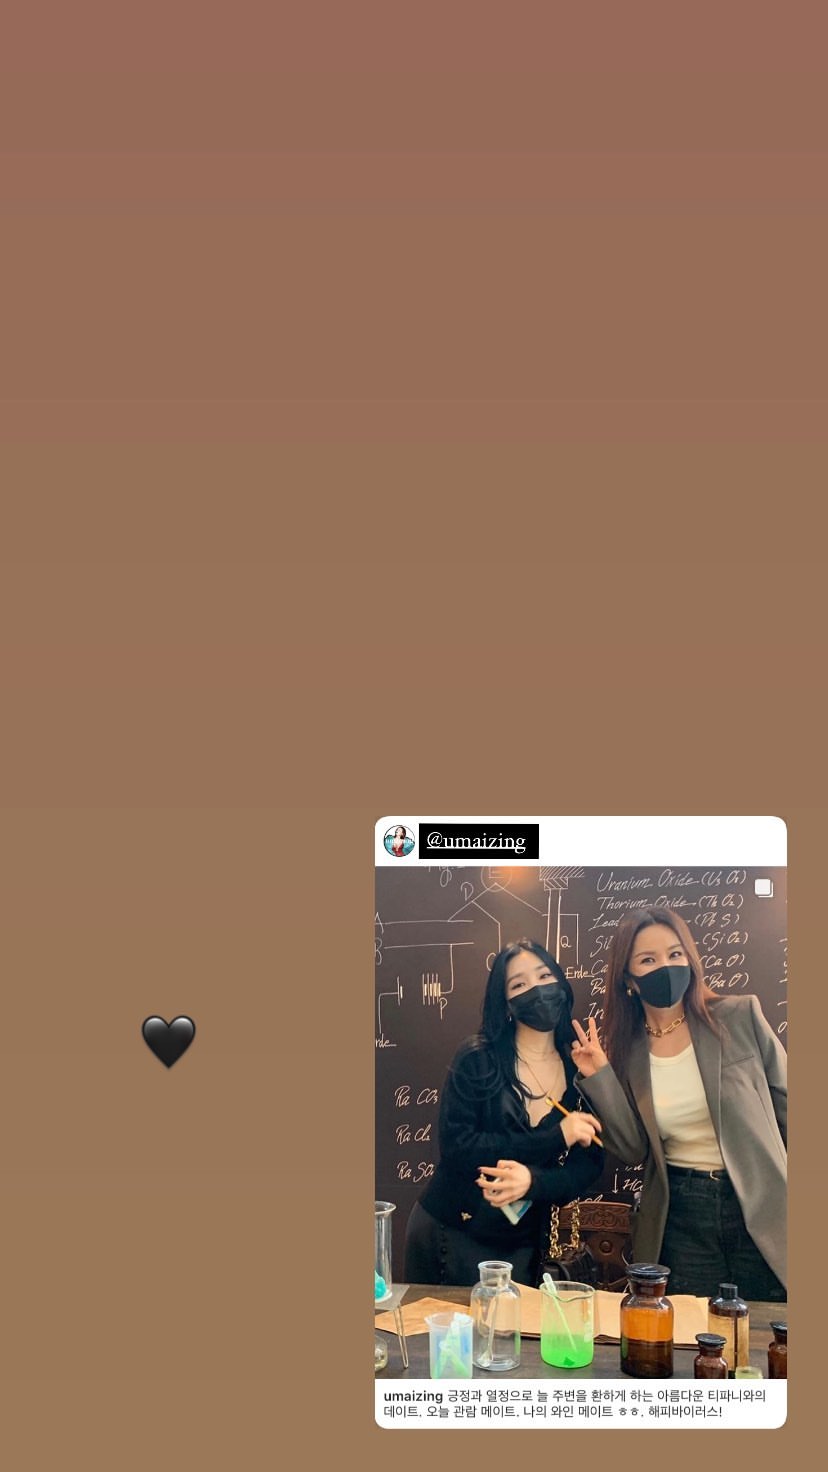 @umaizing
Uranium Oxide (U₃ O₈)
Thorium Oxide (Th O₂)
Lead
(Pb S)
Sil
(Si O₂)
A
D
B
C
Q
Erde
Ca
(Ca O)
Ba
(Ba O)
In
P
rde
Ra CO₃
Ra Cl₂
Ra SO₄
umaizing 긍정과 열정으로 늘 주변을 환하게 하는 아름다운 티파니와의
데이트. 오늘 관람 메이트. 나의 와인 메이트 ㅎㅎ. 해피바이러스!